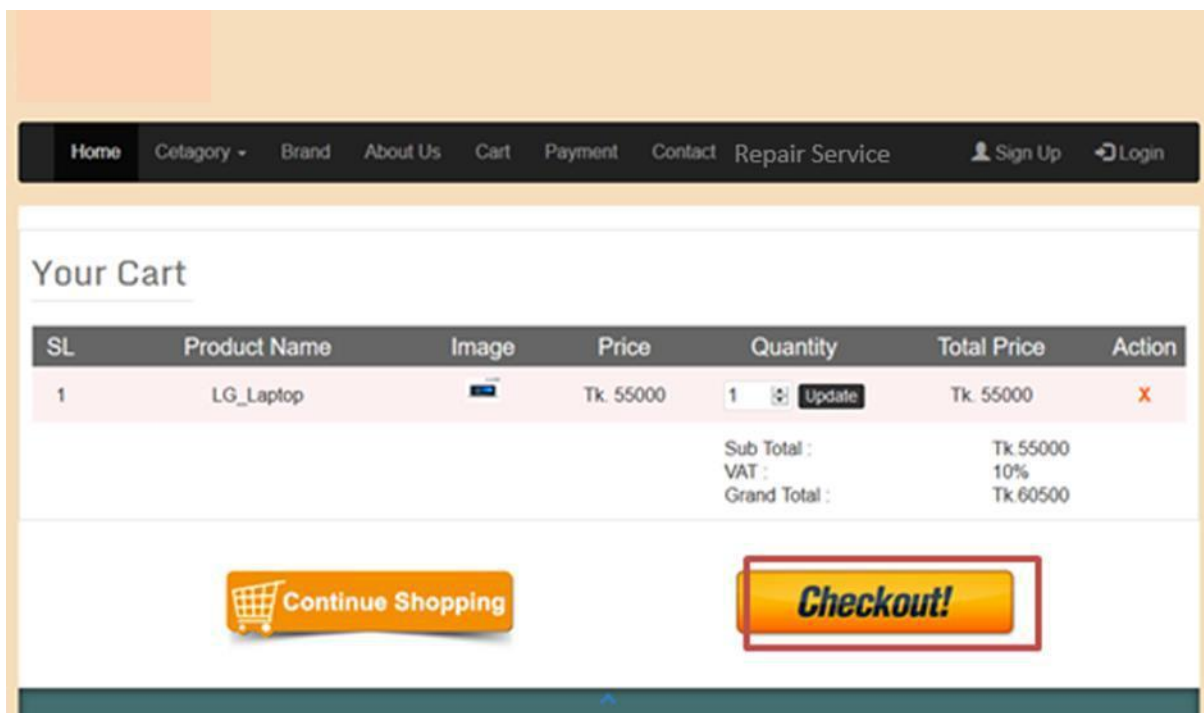 Home Cetagory Brand About Us Cart Payment Contact Repair Service Sign Up Login
Your Cart
SL Product Name Image Price Quantity Total Price Action
1 LG_Laptop Tk. 55000 1 Update Tk. 55000 X
Sub Total : Tk.55000
VAT : 10%
Grand Total : Tk.60500
Continue Shopping
Checkout!